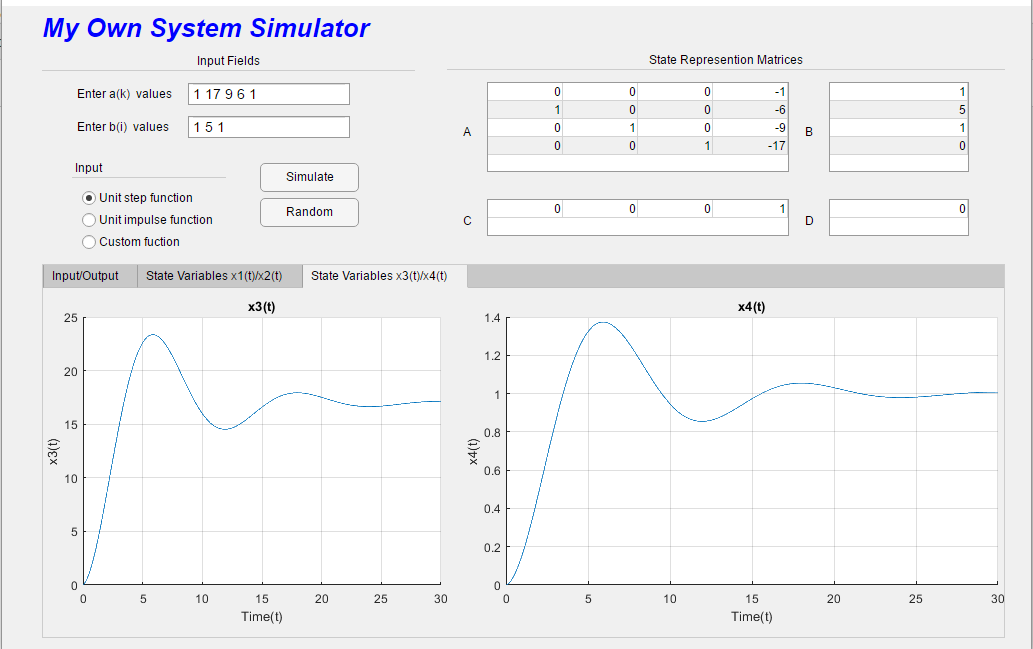 My Own System Simulator
Input Fields
Enter a(k) values 1 17 9 6 1
Enter b(i) values 1 5 1
Input
Unit step function
Unit impulse function
Custom fuction
Simulate
Random
State Represention Matrices
A
0 0 0 -1
1 0 0 -6
0 1 0 -9
0 0 1 -17
B
1
5
1
0
C
0 0 0 1
D
0
Input/Output State Variables x1(t)/x2(t) State Variables x3(t)/x4(t)
x3(t)
25
20
15
10
5
0
x3(t)
0 5 10 15 20 25 30
Time(t)
x4(t)
1.4
1.2
1
0.8
0.6
0.4
0.2
0
x4(t)
0 5 10 15 20 25 30
Time(t)